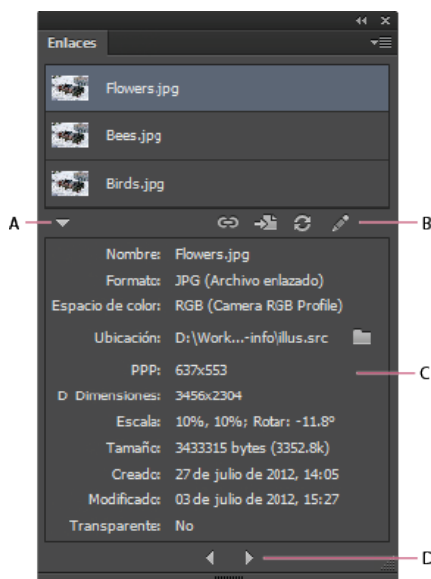 Enlaces
Flowers.jpg
Bees.jpg
Birds.jpg
A
B
Nombre: Flowers.jpg
Formato: JPG (Archivo enlazado)
Espacio de color: RGB (Camera RGB Profile)
Ubicación: D:\Work...-info\illus.src
PPP: 637x553
C
D Dimensiones: 3456x2304
Escala: 10%, 10%; Rotar: -11.8º
Tamaño: 3433315 bytes (3352.8k)
Creado: 27 de julio de 2012, 14:05
Modificado: 03 de julio de 2012, 15:27
Transparente: No
D